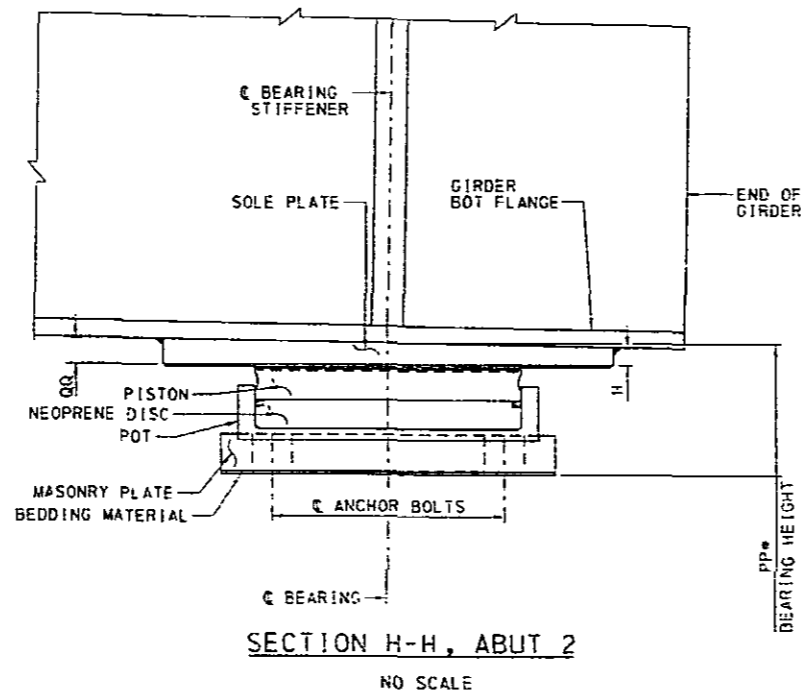 ℄ BEARING
STIFFENER
SOLE PLATE
GIRDER
BOT FLANGE
END OF
GIRDER
QQ
H
PISTON
NEOPRENE DISC
POT
MASONRY PLATE
BEDDING MATERIAL
℄ ANCHOR BOLTS
PP*
BEARING HEIGHT
℄ BEARING
SECTION H-H, ABUT 2
NO SCALE